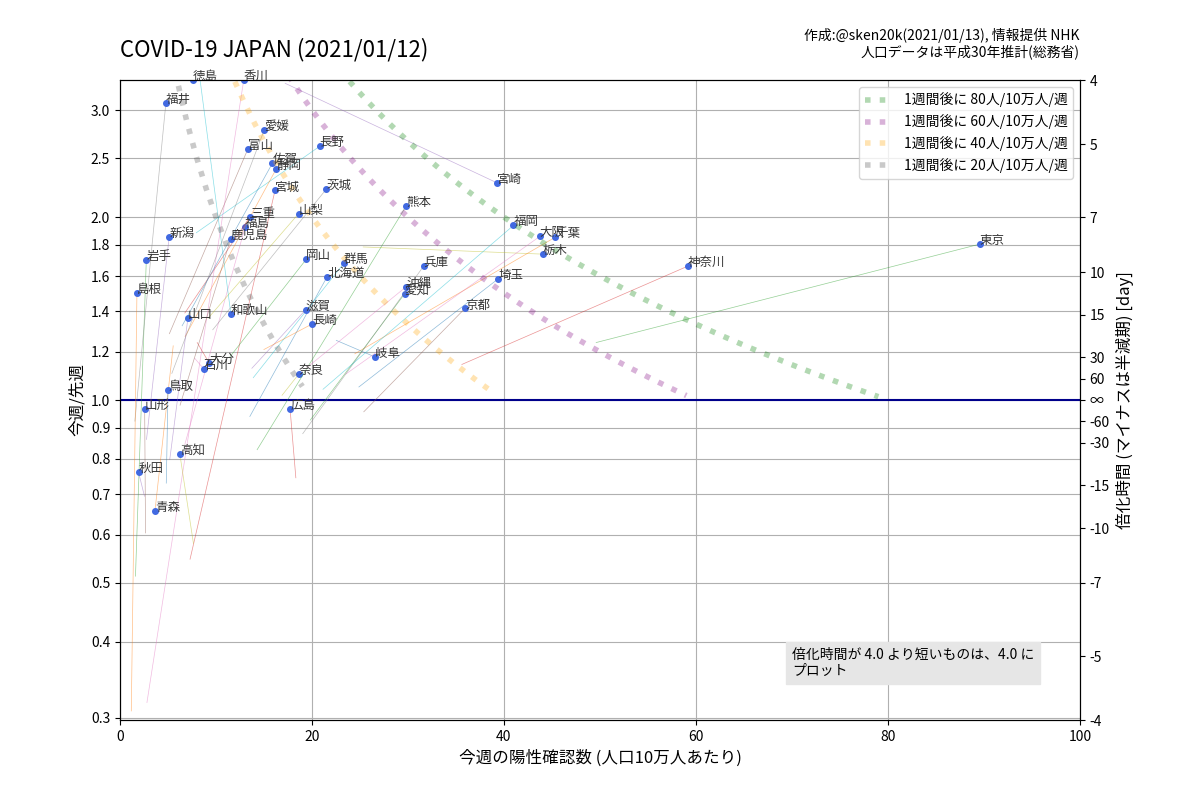 COVID-19 JAPAN (2021/01/12)
作成:@sken20k(2021/01/13), 情報提供 NHK
人口データは平成30年推計(総務省)
徳島
香川
福井
愛媛
富山
長野
佐賀
静岡
宮城
茨城
宮崎
熊本
三重
山梨
福島
福岡
新潟
鹿児島
大阪
千葉
東京
岩手
岡山
群馬
栃木
兵庫
神奈川
北海道
埼玉
島根
沖縄
愛知
滋賀
京都
山口
和歌山
長崎
大分
石川
岐阜
奈良
鳥取
山形
広島
高知
秋田
青森
1週間後に 80人/10万人/週
1週間後に 60人/10万人/週
1週間後に 40人/10万人/週
1週間後に 20人/10万人/週
倍化時間が 4.0 より短いものは、4.0 に
プロット
今週/先週
3.0
2.5
2.0
1.8
1.6
1.4
1.2
1.0
0.9
0.8
0.7
0.6
0.5
0.4
0.3
倍化時間 (マイナスは半減期) [day]
4
5
7
10
15
30
60
∞
-60
-30
-15
-10
-7
-5
-4
0 20 40 60 80 100
今週の陽性確認数 (人口10万人あたり)